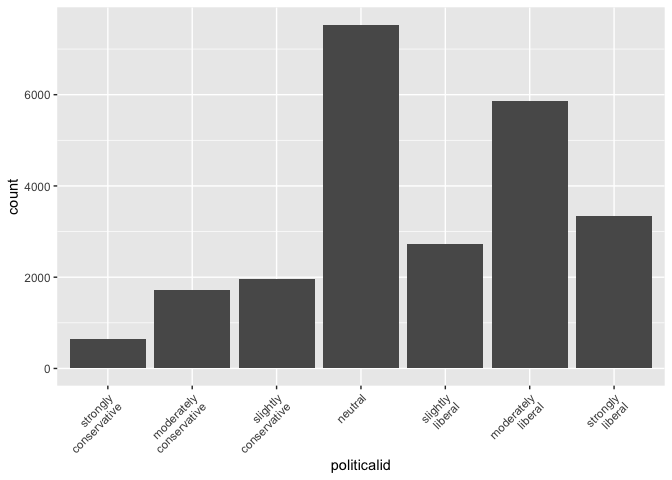 6000
4000
2000
0
count
strongly
conservative
moderately
conservative
slightly
conservative
neutral
slightly
liberal
moderately
liberal
strongly
liberal
politicalid